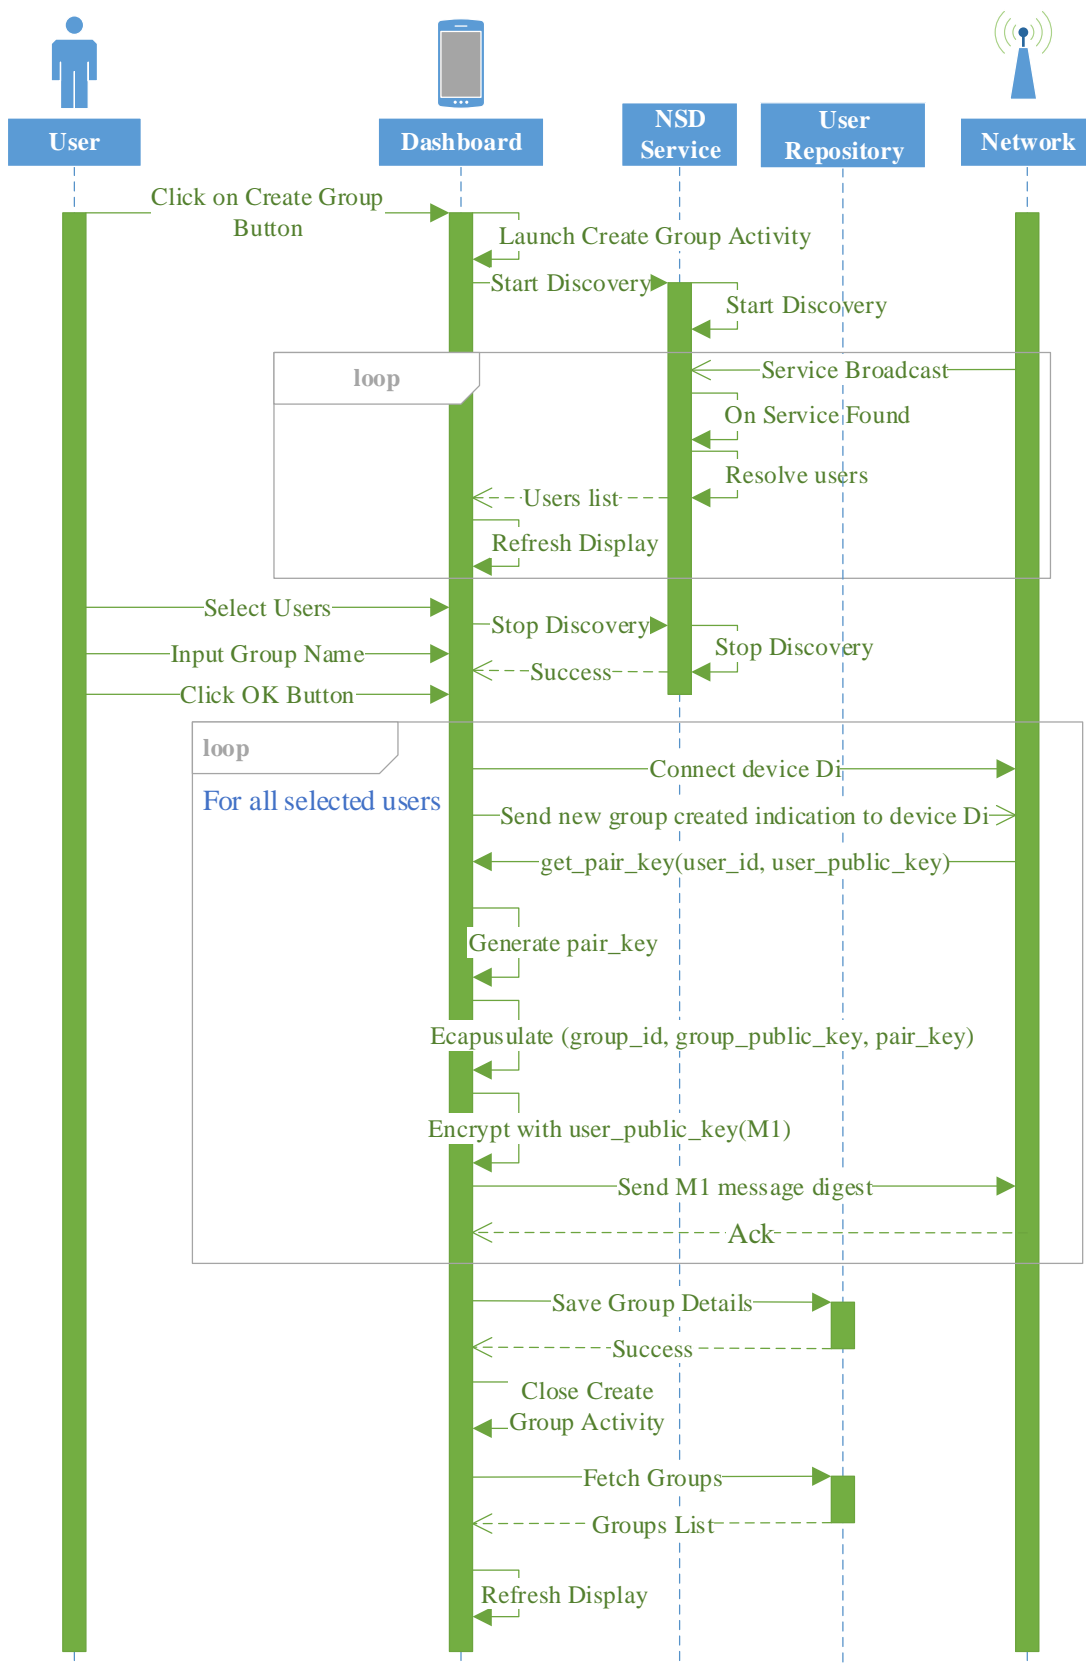 User
Dashboard
NSD
Service
User
Repository
Network
Click on Create Group
Button
Launch Create Group Activity
Start Discovery
Start Discovery
loop
Service Broadcast
On Service Found
Resolve users
Users list
Refresh Display
Select Users
Stop Discovery
Stop Discovery
Input Group Name
Success
Click OK Button
loop
For all selected users
Connect device Di
Send new group created indication to device Di
get_pair_key(user_id, user_public_key)
Generate pair_key
Ecapusulate (group_id, group_public_key, pair_key)
Encrypt with user_public_key(M1)
Send M1 message digest
Ack
Save Group Details
Success
Close Create
Group Activity
Fetch Groups
Groups List
Refresh Display